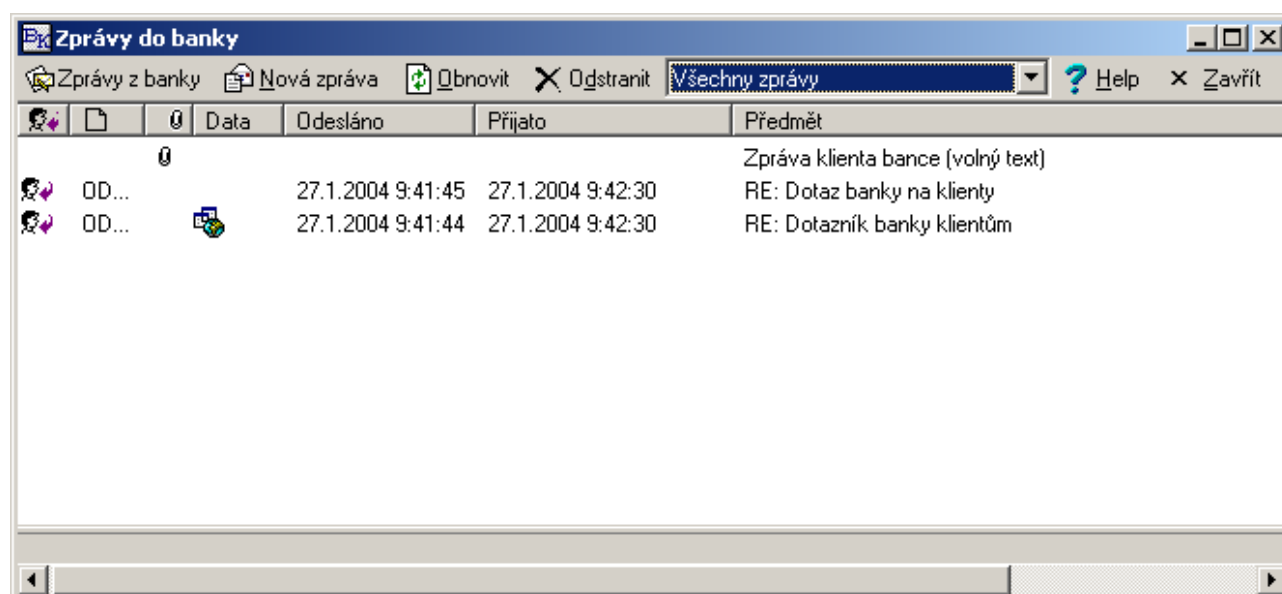 BK Zprávy do banky
Zprávy z banky Nová zpráva Obnovit Odstranit Všechny zprávy Help Zavřít
Data Odesláno Přijato Předmět
Zpráva klienta bance (volný text)
OD... 27.1.2004 9:41:45 27.1.2004 9:42:30 RE: Dotaz banky na klienty
OD... 27.1.2004 9:41:44 27.1.2004 9:42:30 RE: Dotazník banky klientům